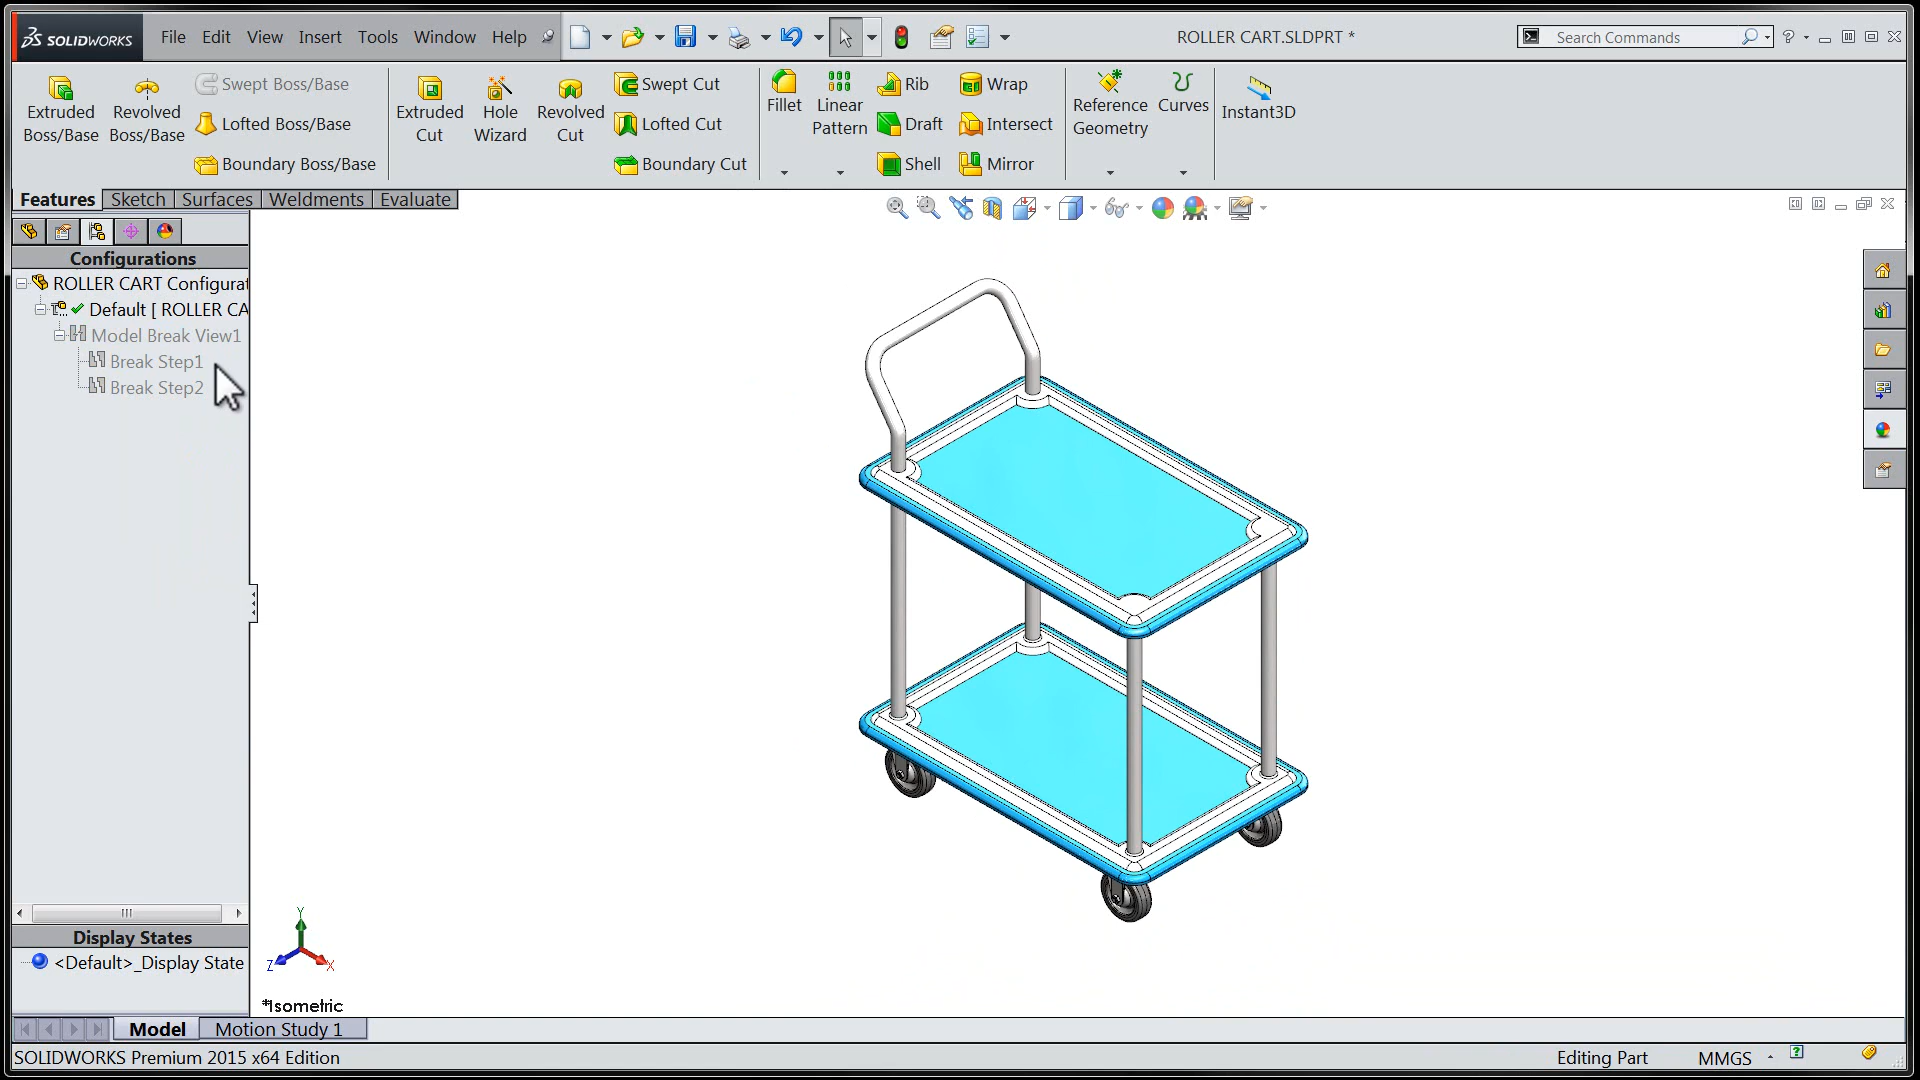 SOLIDWORKS File Edit View Insert Tools Window Help ROLLER CART.SLDPRT * Search Commands ?
Extruded Boss/Base
Revolved Boss/Base
Swept Boss/Base
Lofted Boss/Base
Boundary Boss/Base
Extruded Cut
Hole Wizard
Revolved Cut
Swept Cut
Lofted Cut
Boundary Cut
Fillet
Linear Pattern
Rib
Draft
Shell
Wrap
Intersect
Mirror
Reference Geometry
Curves
Instant3D
Features Sketch Surfaces Weldments Evaluate
Configurations
ROLLER CART Configurat
Default [ ROLLER CA
Model Break View1
Break Step1
Break Step2
Display States
<Default>_Display State
Y
Z X
*Isometric
Model Motion Study 1
SOLIDWORKS Premium 2015 x64 Edition Editing Part MMGS ?